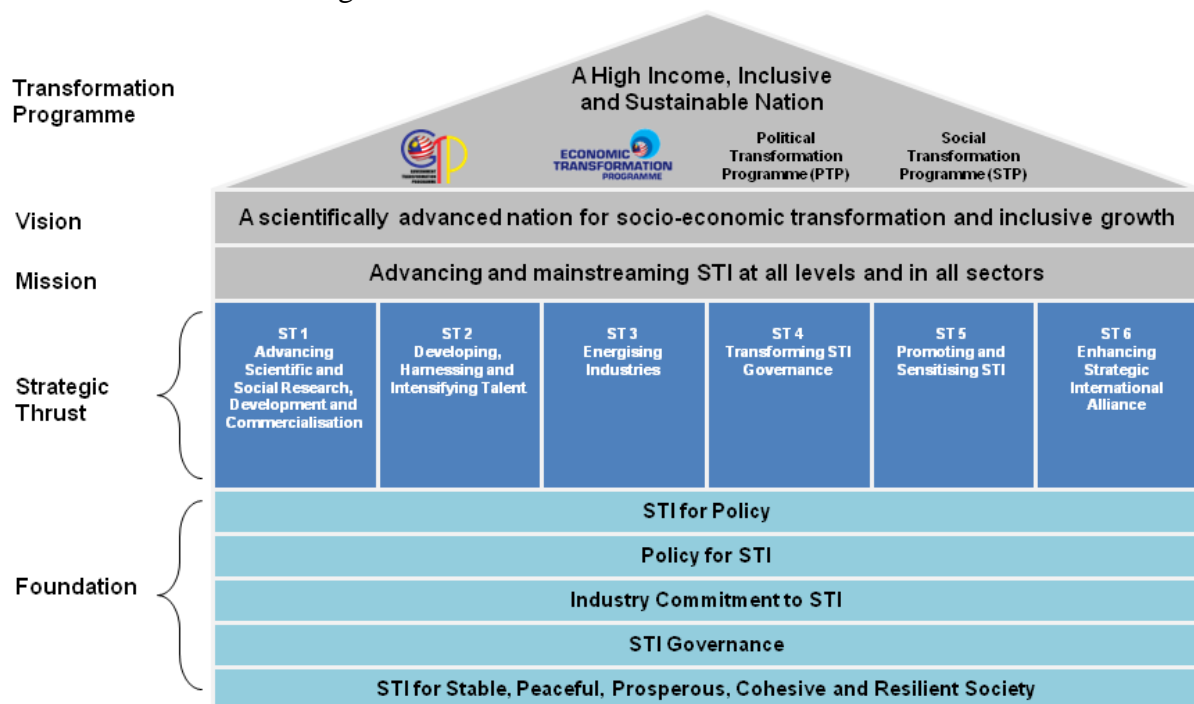 Transformation
Programme
A High Income, Inclusive
and Sustainable Nation
GTP
GOVERNMENT
TRANSFORMATION
PROGRAMME
ECONOMIC
TRANSFORMATION
PROGRAMME
Political
Transformation
Programme (PTP)
Social
Transformation
Programme (STP)
Vision
A scientifically advanced nation for socio-economic transformation and inclusive growth
Mission
Advancing and mainstreaming STI at all levels and in all sectors
Strategic
Thrust
ST 1
Advancing
Scientific and
Social Research,
Development and
Commercialisation
ST 2
Developing,
Harnessing and
Intensifying Talent
ST 3
Energising
Industries
ST 4
Transforming STI
Governance
ST 5
Promoting and
Sensitising STI
ST 6
Enhancing
Strategic
International
Alliance
Foundation
STI for Policy
Policy for STI
Industry Commitment to STI
STI Governance
STI for Stable, Peaceful, Prosperous, Cohesive and Resilient Society